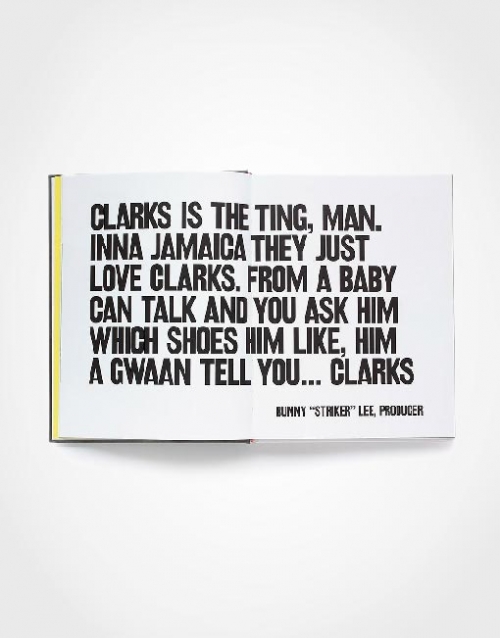 CLARKS IS THE TING, MAN.
INNA JAMAICA THEY JUST
LOVE CLARKS. FROM A BABY
CAN TALK AND YOU ASK HIM
WHICH SHOES HIM LIKE, HIM
A GWAAN TELL YOU... CLARKS
BUNNY "STRIKER" LEE, PRODUCER